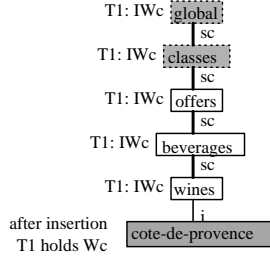 T1: IWc global
sc
T1: IWc classes
sc
T1: IWc offers
sc
T1: IWc beverages
sc
T1: IWc wines
i
after insertion
T1 holds Wc
cote-de-provence